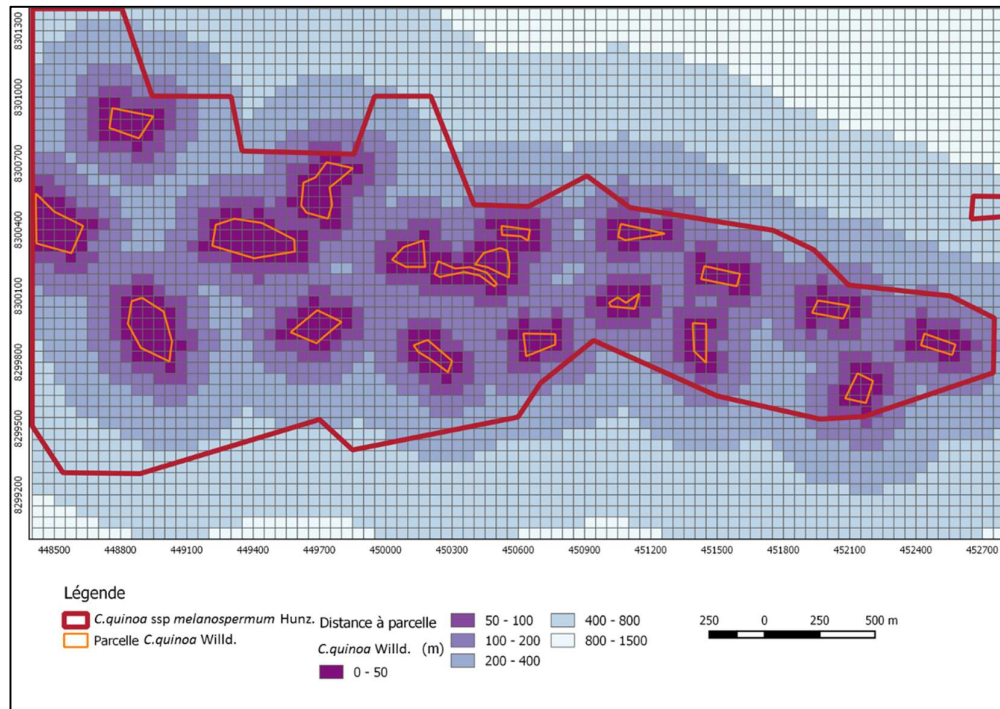 8301300
8301000
8300700
8300400
8300100
8299800
8299500
8299200
448500 448800 449100 449400 449700 450000 450300 450600 450900 451200 451500 451800 452100 452400 452700
Légende
C.quinoa ssp melanospermum Hunz.
Parcelle C.quinoa Willd.
Distance à parcelle
C.quinoa Willd. (m)
0 - 50
50 - 100
100 - 200
200 - 400
400 - 800
800 - 1500
250 0 250 500 m